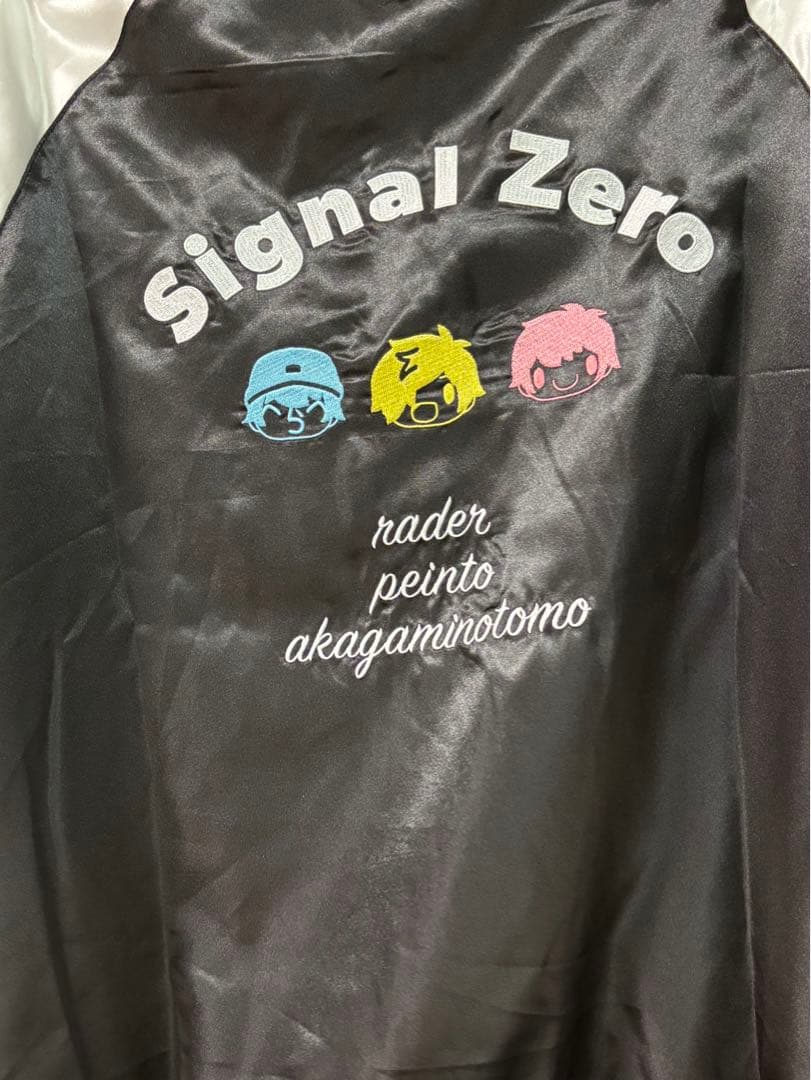 Signal Zero
rader
peinto
akagaminotomo